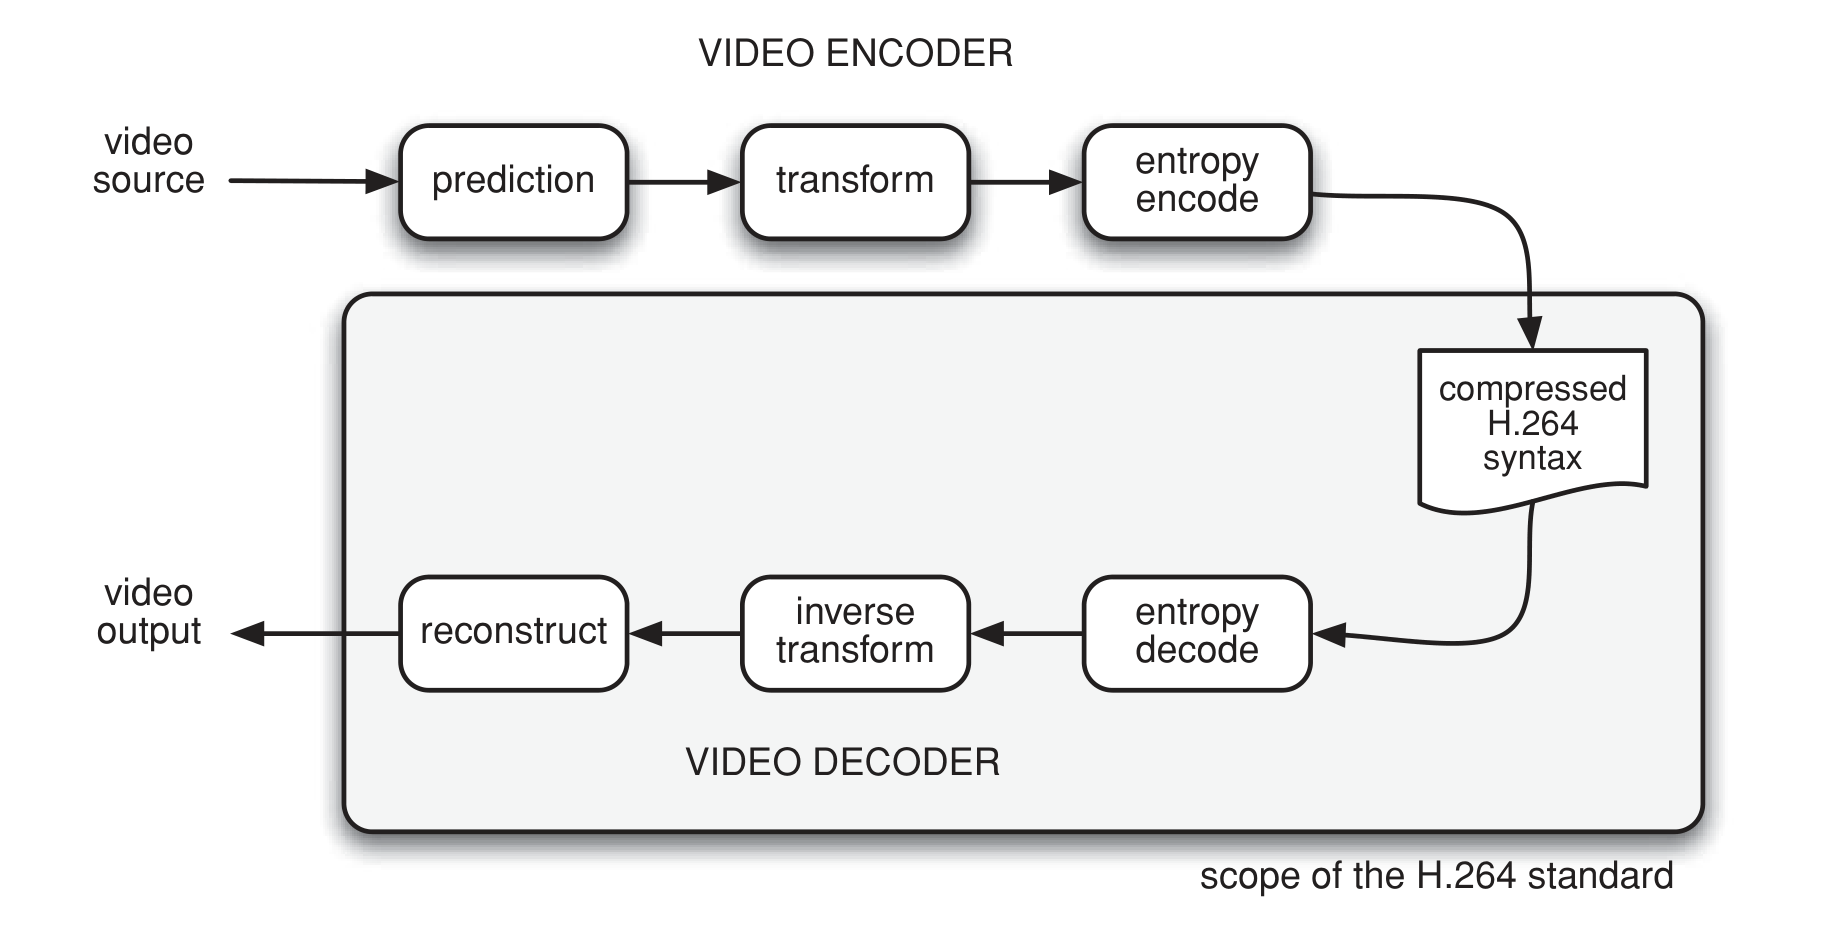 VIDEO ENCODER
video
source
prediction
transform
entropy
encode
compressed
H.264
syntax
video
output
reconstruct
inverse
transform
entropy
decode
VIDEO DECODER
scope of the H.264 standard